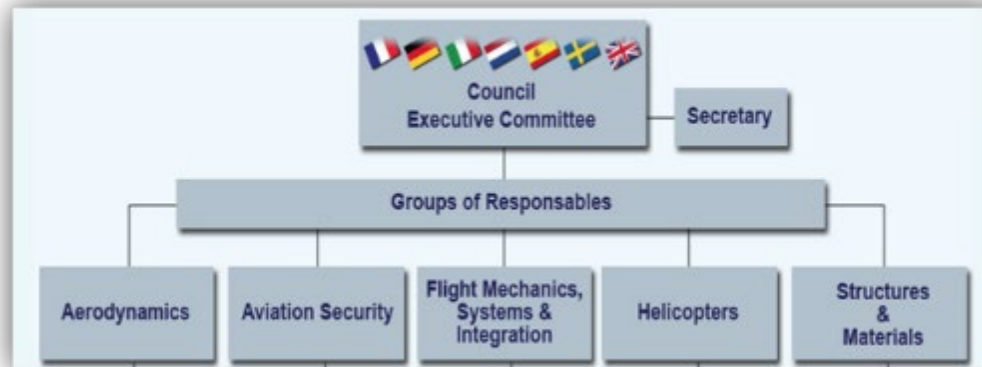 Council
Executive Committee
Secretary
Groups of Responsables
Aerodynamics
Aviation Security
Flight Mechanics,
Systems &
Integration
Helicopters
Structures
&
Materials